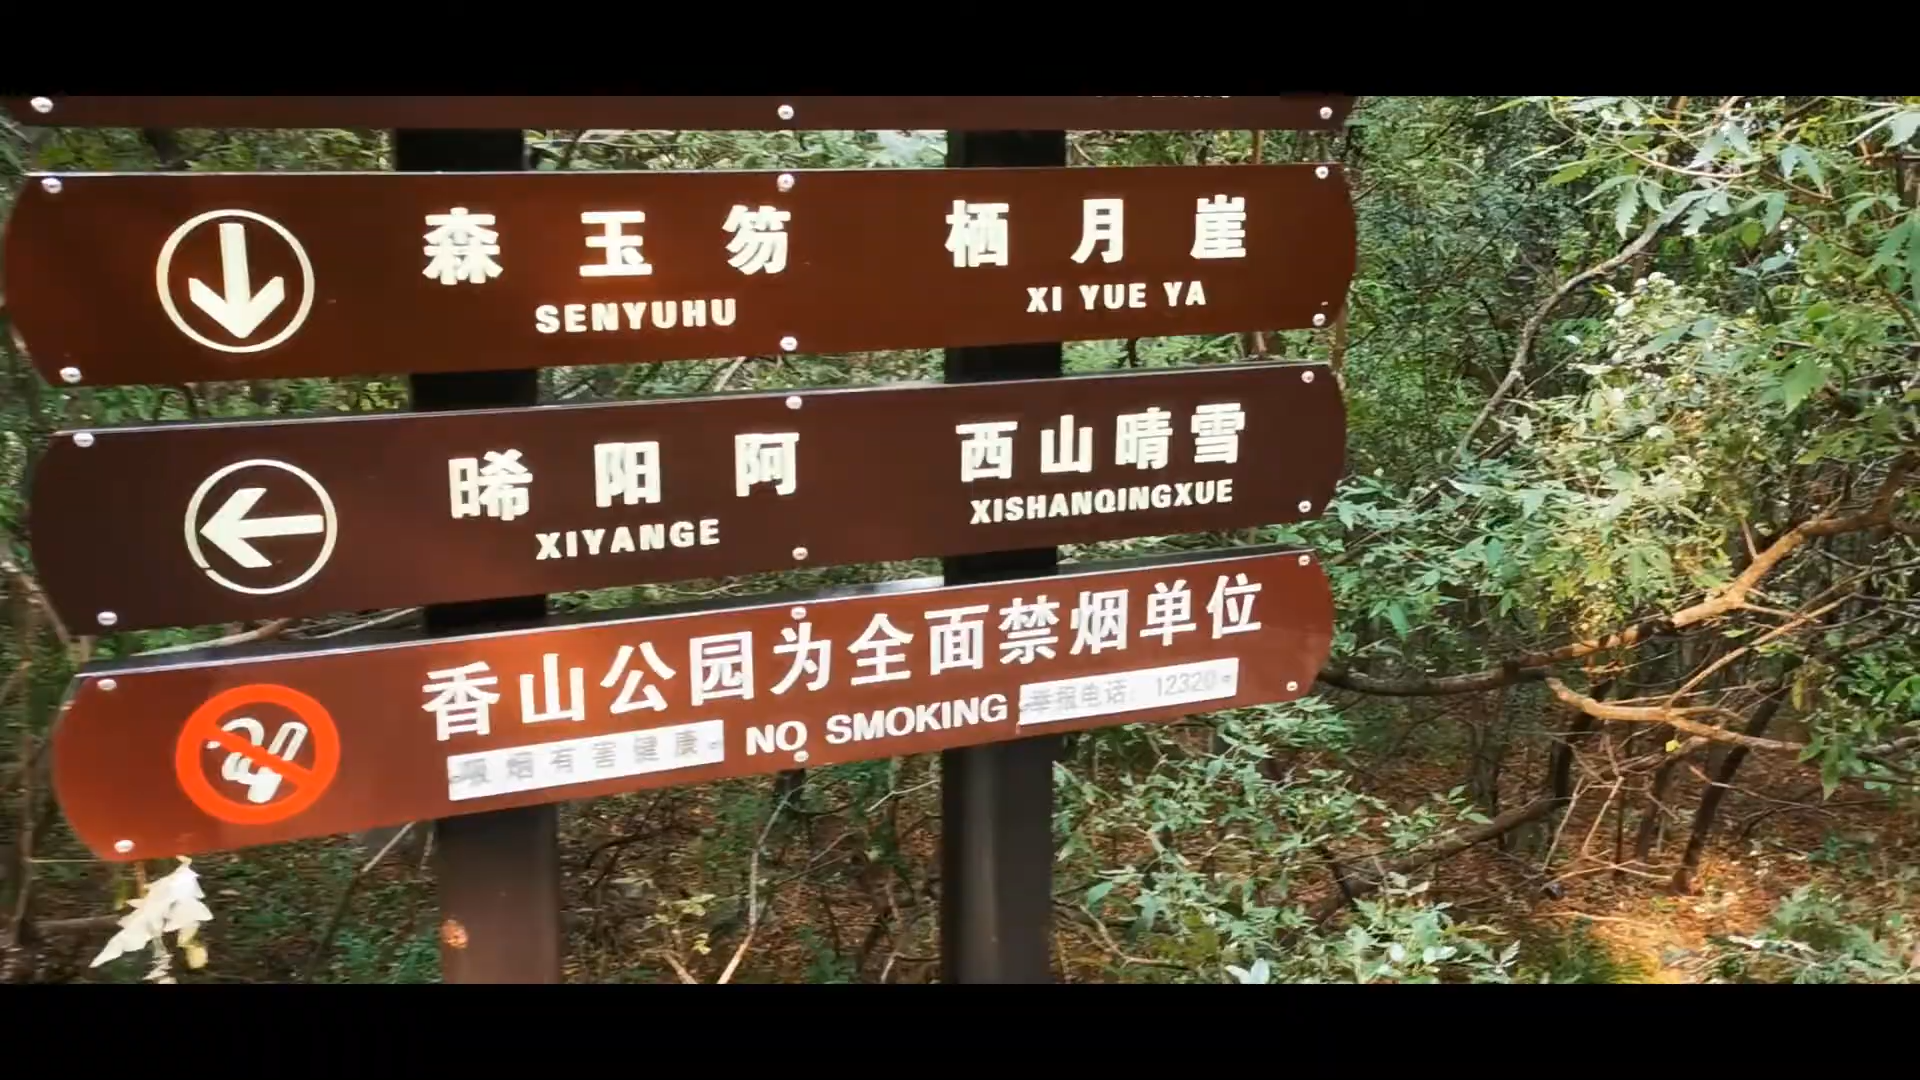 森玉笏 栖月崖
SENYUHU XI YUE YA
晞阳阿 西山晴雪
XIYANGE XISHANQINGXUE
香山公园为全面禁烟单位
吸烟有害健康 NO SMOKING 举报电话：12320